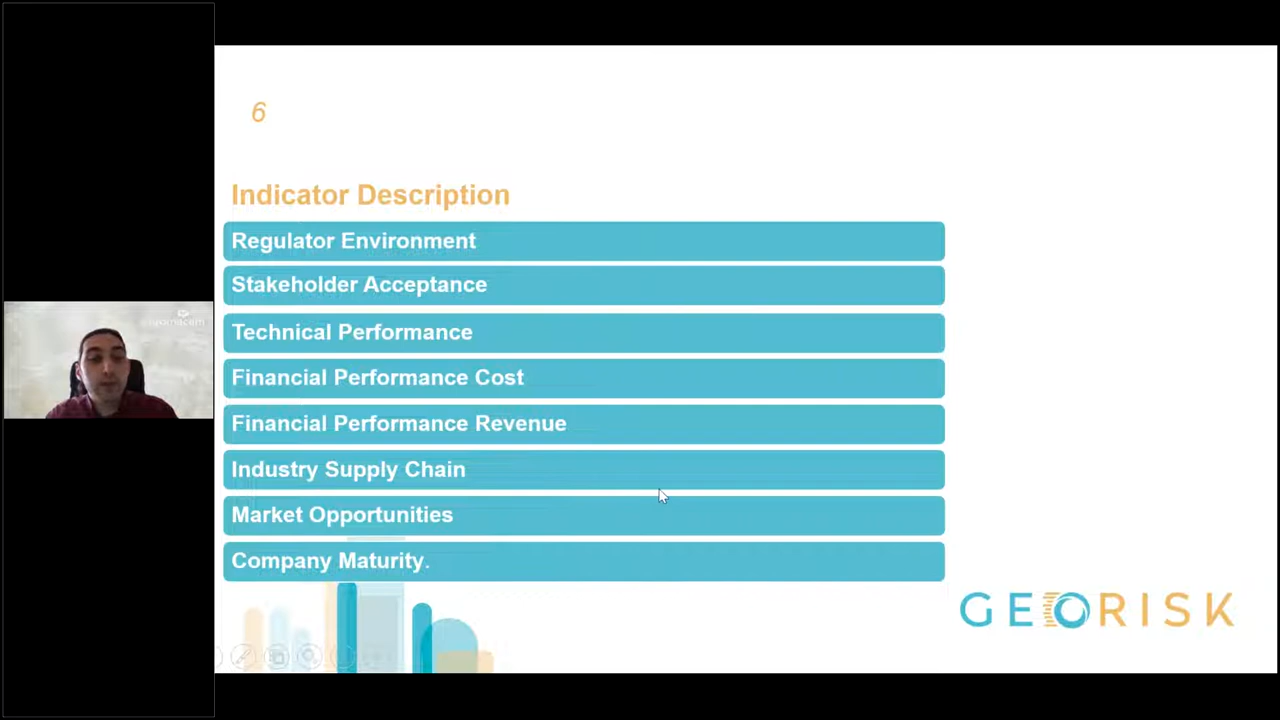 6
Indicator Description
Regulator Environment
Stakeholder Acceptance
Technical Performance
Financial Performance Cost
Financial Performance Revenue
Industry Supply Chain
Market Opportunities
Company Maturity.
GEORISK